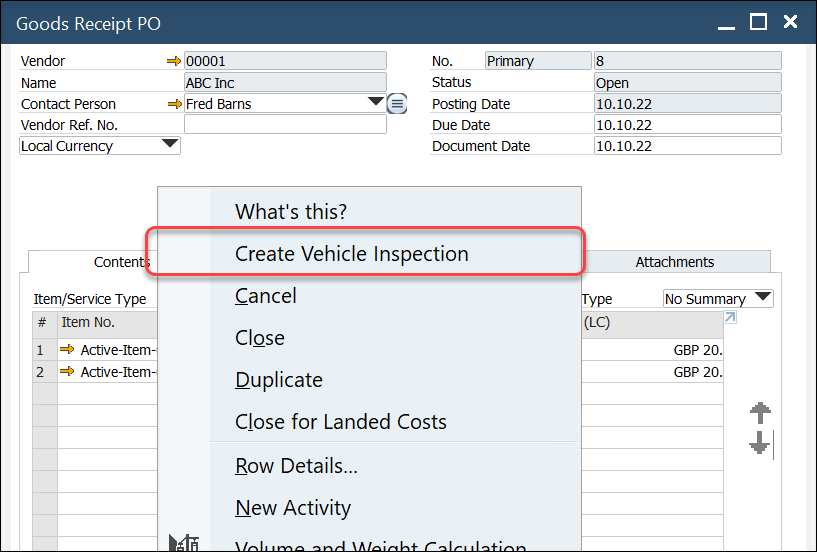 Goods Receipt PO
Vendor 00001 No. Primary 8
Name ABC Inc Status Open
Contact Person Fred Barns Posting Date 10.10.22
Vendor Ref. No. Due Date 10.10.22
Local Currency Document Date 10.10.22
What's this?
Create Vehicle Inspection
Contents Attachments
Cancel
Item/Service Type Type No Summary
# Item No. (LC)
Close
1 Active-Item- GBP 20.
2 Active-Item- GBP 20.
Duplicate
Close for Landed Costs
Row Details...
New Activity
Volume and Weight Calculation